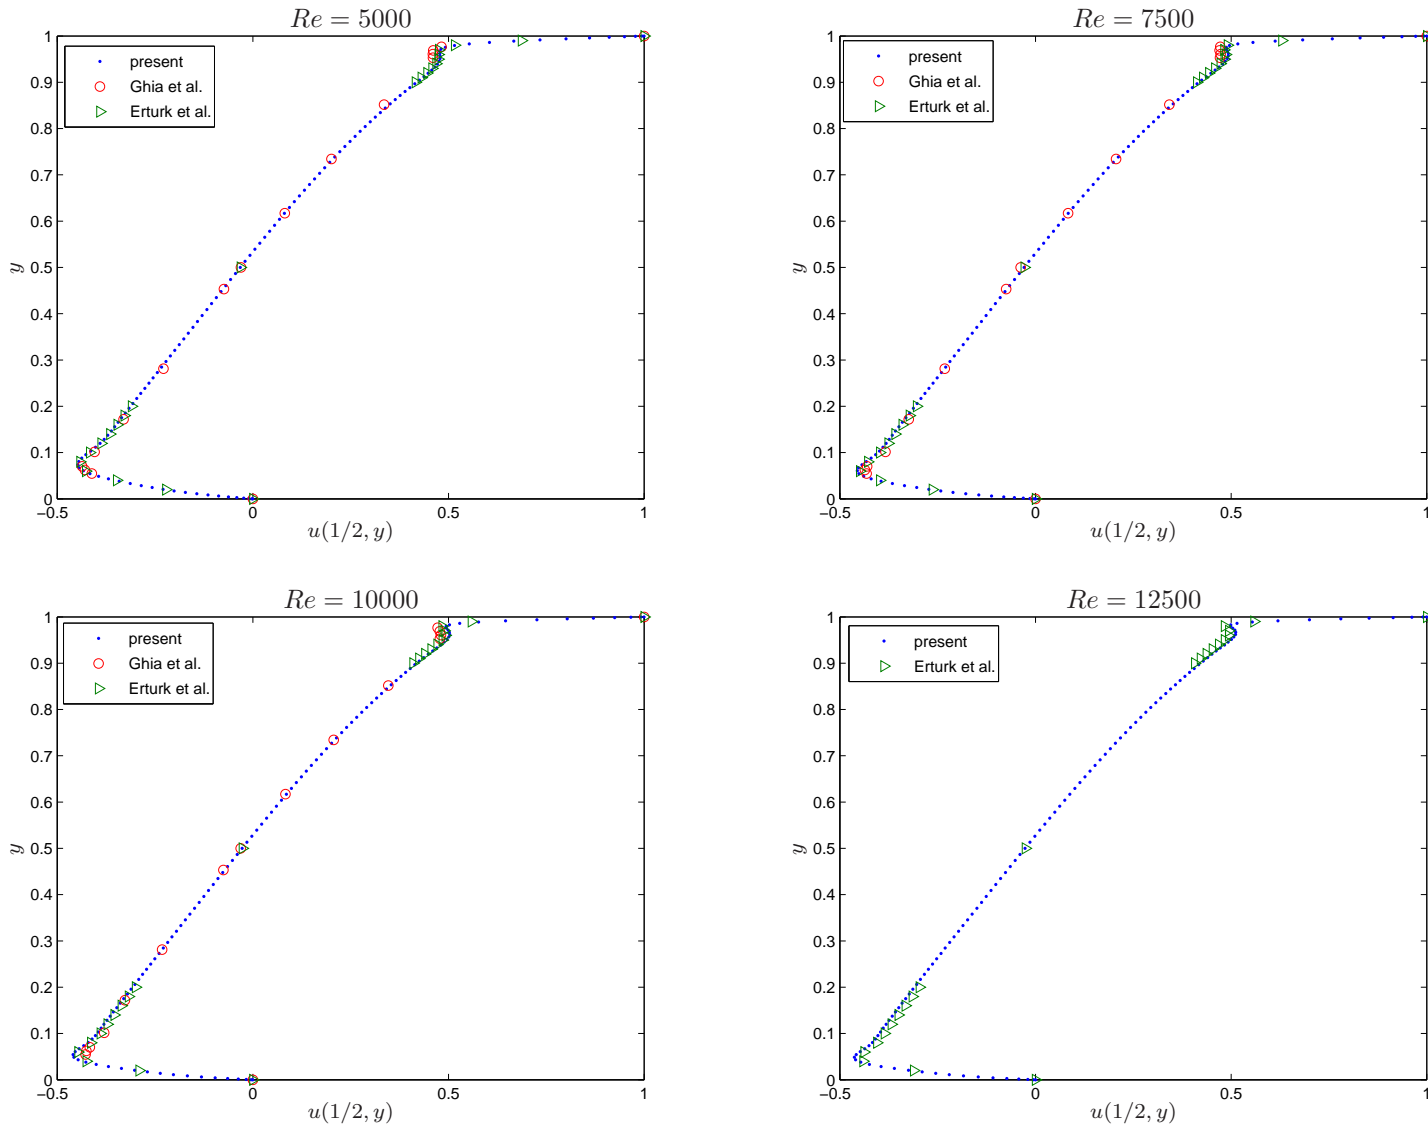 Re = 5000
1
0.9
0.8
0.7
0.6
0.5
0.4
0.3
0.2
0.1
0
y
present
Ghia et al.
Erturk et al.
−0.5
0
0.5
1
u(1/2, y)
Re = 7500
1
0.9
0.8
0.7
0.6
0.5
0.4
0.3
0.2
0.1
0
y
present
Ghia et al.
Erturk et al.
−0.5
0
0.5
1
u(1/2, y)
Re = 10000
1
0.9
0.8
0.7
0.6
0.5
0.4
0.3
0.2
0.1
0
y
present
Ghia et al.
Erturk et al.
−0.5
0
0.5
1
u(1/2, y)
Re = 12500
1
0.9
0.8
0.7
0.6
0.5
0.4
0.3
0.2
0.1
0
y
present
Erturk et al.
−0.5
0
0.5
1
u(1/2, y)